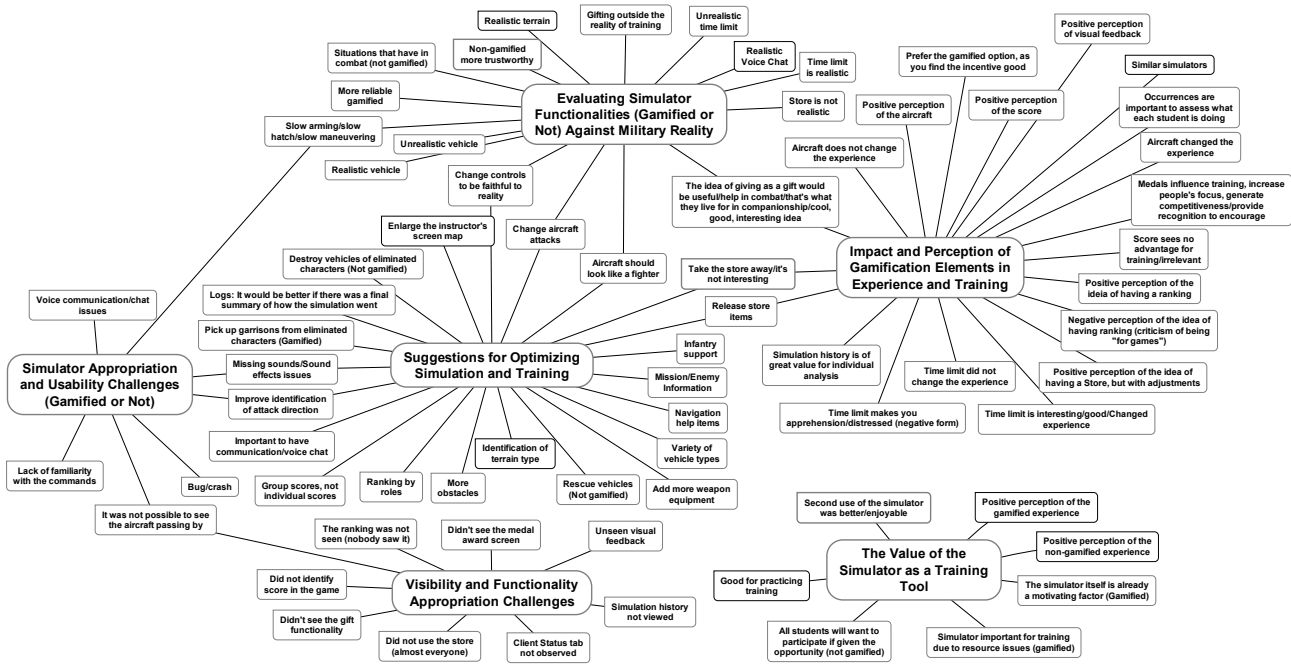 Realistic terrain
Gifting outside the
reality of training
Unrealistic
time limit
Situations that have in
combat (not gamified)
Non-gamified
more trustworthy
Realistic
Voice Chat
Time limit
is realistic
More reliable
gamified
Evaluating Simulator
Functionalities (Gamified or
Not) Against Military Reality
Store is not
realistic
Slow arming/slow
hatch/slow maneuvering
Unrealistic vehicle
Realistic vehicle
Change controls
to be faithful to
reality
Positive perception
of visual feedback
Prefer the gamified option, as
you find the incentive good
Similar simulators
Positive perception
of the aircraft
Positive perception
of the score
Occurrences are
important to assess what
each student is doing
Aircraft does not change
the experience
Aircraft changed the
experience
The idea of giving as a gift would
be useful/help in combat/that's what
they live for in companionship/cool,
good, interesting idea
Medals influence training, increase
people's focus, generate
competitiveness/provide
recognition to encourage
Impact and Perception of
Gamification Elements in
Experience and Training
Score sees no
advantage for
training/irrelevant
Positive perception of the
ideia of having a ranking
Negative perception of the idea of
having ranking (criticism of being
"for games")
Positive perception of the idea of
having a Store, but with adjustments
Simulation history is of
great value for individual
analysis
Time limit did not
change the experience
Time limit makes you
apprehension/distressed (negative form)
Time limit is interesting/good/Changed
experience
Enlarge the instructor's
screen map
Change aircraft
attacks
Aircraft should
look like a fighter
Take the store away/it's
not interesting
Release store
items
Destroy vehicles of eliminated
characters (Not gamified)
Logs: It would be better if there was a final
summary of how the simulation went
Pick up garrisons from eliminated
characters (Gamified)
Suggestions for Optimizing
Simulation and Training
Infantry
support
Mission/Enemy
Information
Navigation
help items
Variety of
vehicle types
Missing sounds/Sound
effects issues
Improve identification
of attack direction
Important to have
communication/voice chat
Group scores, not
individual scores
Ranking by
roles
More
obstacles
Identification of
terrain type
Rescue vehicles
(Not gamified)
Add more weapon
equipment
Voice communication/chat
issues
Simulator Appropriation
and Usability Challenges
(Gamified or Not)
Lack of familiarity
with the commands
Bug/crash
It was not possible to see
the aircraft passing by
The ranking was not
seen (nobody saw it)
Didn't see the medal
award screen
Unseen visual
feedback
Did not identify
score in the game
Visibility and Functionality
Appropriation Challenges
Simulation history
not viewed
Didn't see the gift
functionality
Did not use the store
(almost everyone)
Client Status tab
not observed
Second use of the simulator
was better/enjoyable
Positive perception of the
gamified experience
Positive perception of the
non-gamified experience
The Value of the
Simulator as a Training
Tool
Good for practicing
training
The simulator itself is already
a motivating factor (Gamified)
All students will want to
participate if given the
opportunity (not gamified)
Simulator important for training
due to resource issues (gamified)